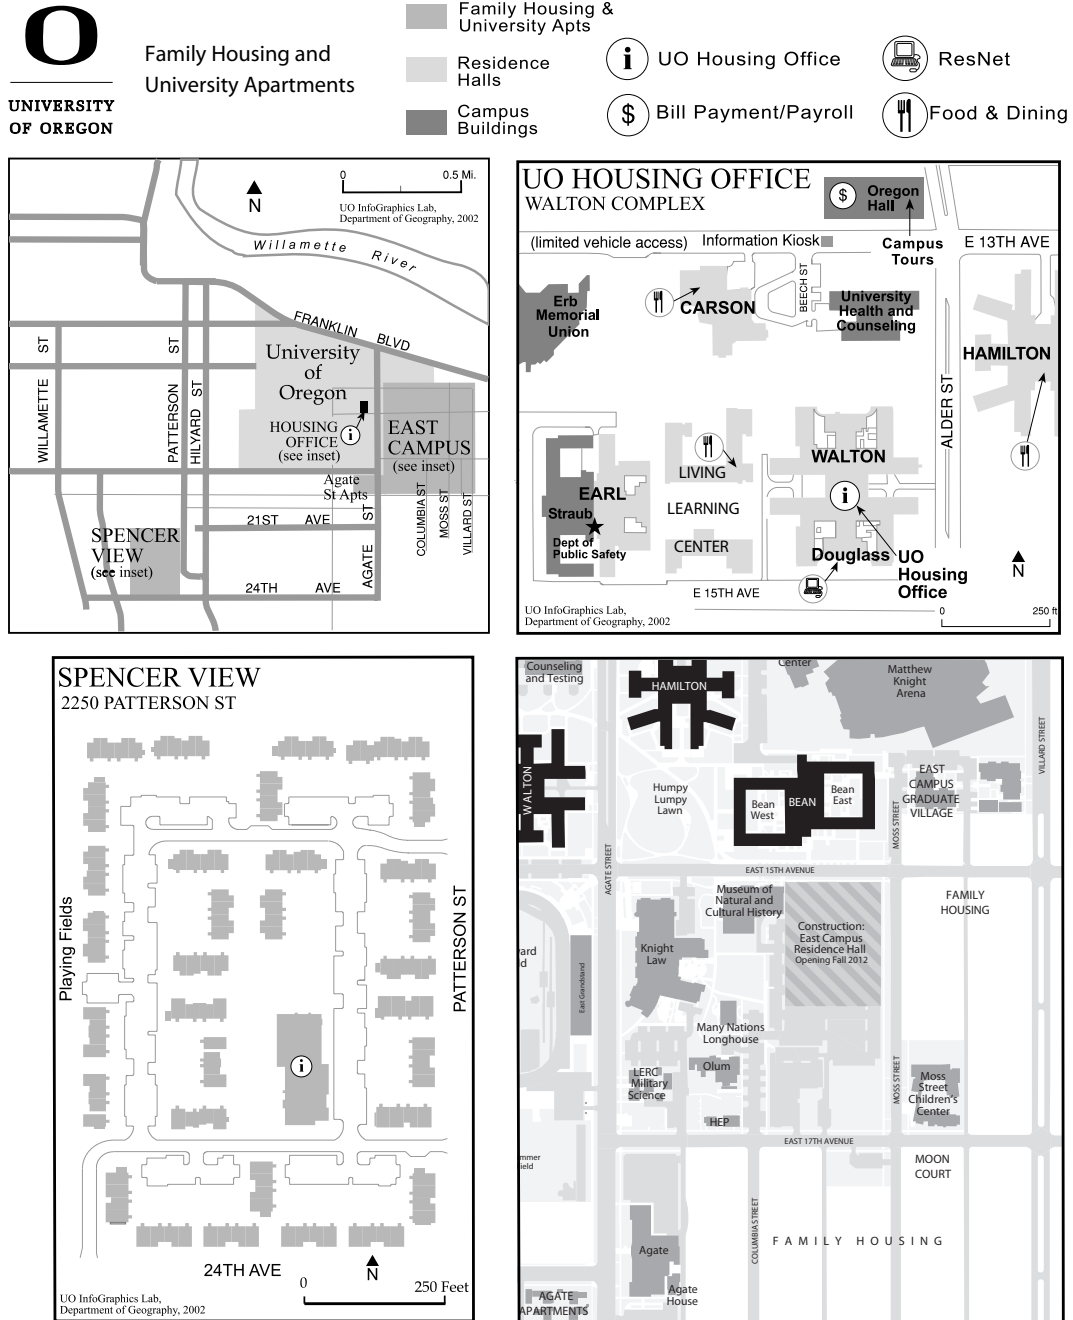 O
UNIVERSITY
OF OREGON
Family Housing and
University Apartments
Family Housing &
University Apts
Residence
Halls
Campus
Buildings
i
UO Housing Office
$
Bill Payment/Payroll
ResNet
Food & Dining
N
0
0.5 Mi.
UO InfoGraphics Lab,
Department of Geography, 2002
Willamette River
FRANKLIN BLVD
WILLAMETTE ST
PATTERSON ST
HILYARD ST
University
of
Oregon
HOUSING
OFFICE
(see inset)
i
EAST
CAMPUS
(see inset)
Agate
St Apts
AGATE ST
COLUMBIA ST
MOSS ST
VILLARD ST
21ST AVE
SPENCER
VIEW
(see inset)
24TH AVE
UO HOUSING OFFICE
WALTON COMPLEX
$
Oregon
Hall
Campus
Tours
(limited vehicle access)
Information Kiosk
E 13TH AVE
BEECH ST
Erb
Memorial
Union
CARSON
University
Health and
Counseling
HAMILTON
ALDER ST
WALTON
LIVING
LEARNING
CENTER
EARL
Straub
Dept of
Public Safety
i
Douglass
UO
Housing
Office
E 15TH AVE
N
0
250 ft
UO InfoGraphics Lab,
Department of Geography, 2002
SPENCER VIEW
2250 PATTERSON ST
Playing Fields
PATTERSON ST
i
24TH AVE
N
0
250 Feet
UO InfoGraphics Lab,
Department of Geography, 2002
Counseling
and Testing
HAMILTON
Center
Matthew
Knight
Arena
VILLARD STREET
WALTON
Humpy
Lumpy
Lawn
Bean
West
BEAN
Bean
East
EAST
CAMPUS
GRADUATE
VILLAGE
MOSS STREET
AGATE STREET
EAST 15TH AVENUE
Museum of
Natural and
Cultural History
FAMILY
HOUSING
Construction:
East Campus
Residence Hall
Opening Fall 2012
Knight
Law
East Grandstand
Many Nations
Longhouse
LERC
Military
Science
Olum
HEP
MOSS STREET
Moss
Street
Children's
Center
EAST 17TH AVENUE
MOON
COURT
COLUMBIA STREET
FAMILY HOUSING
Agate
Agate
House
AGATE
APARTMENTS